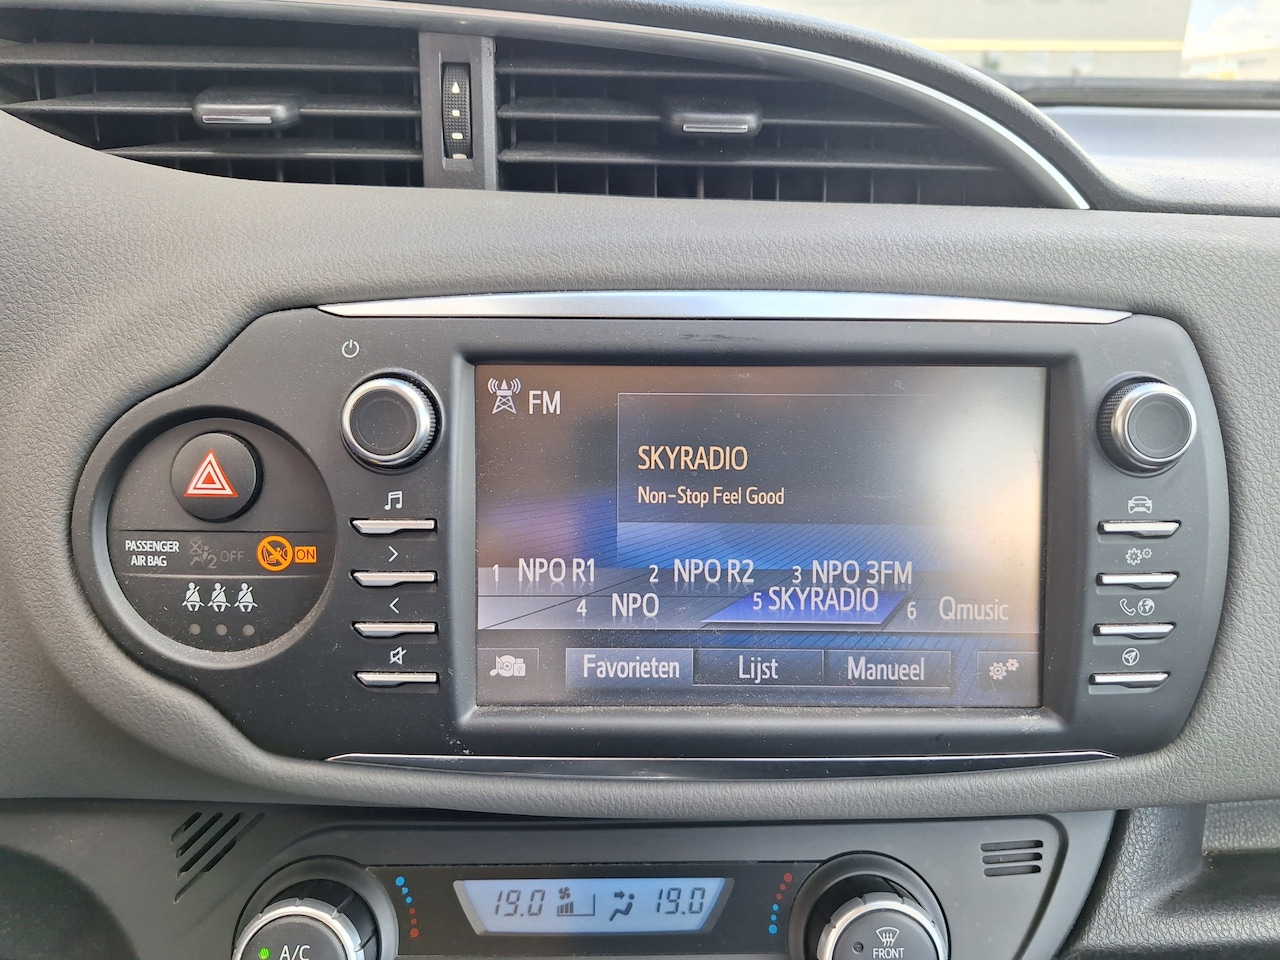 FM
SKYRADIO
Non-Stop Feel Good
1 NPO R1 2 NPO R2 3 NPO 3FM
4 NPO 5 SKYRADIO 6 Qmusic
Favorieten Lijst Manueel
PASSENGER
AIR BAG
2 OFF
ON
19.0 19.0
A/C
FRONT